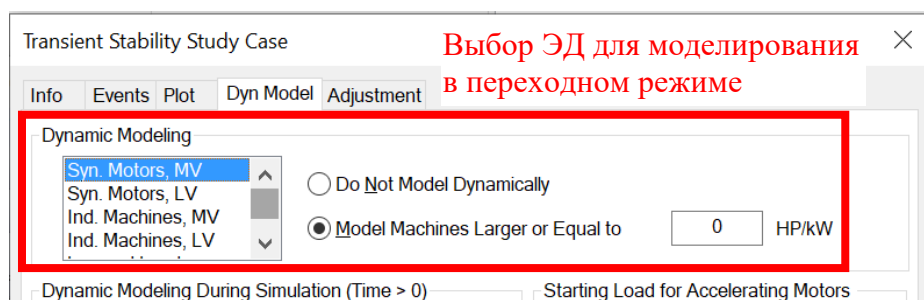 Transient Stability Study Case
Выбор ЭД для моделирования
в переходном режиме
Info Events Plot Dyn Model Adjustment
Dynamic Modeling
Syn. Motors, MV
Syn. Motors, LV
Ind. Machines, MV
Ind. Machines, LV
Do Not Model Dynamically
Model Machines Larger or Equal to 0 HP/kW
Dynamic Modeling During Simulation (Time > 0)
Starting Load for Accelerating Motors